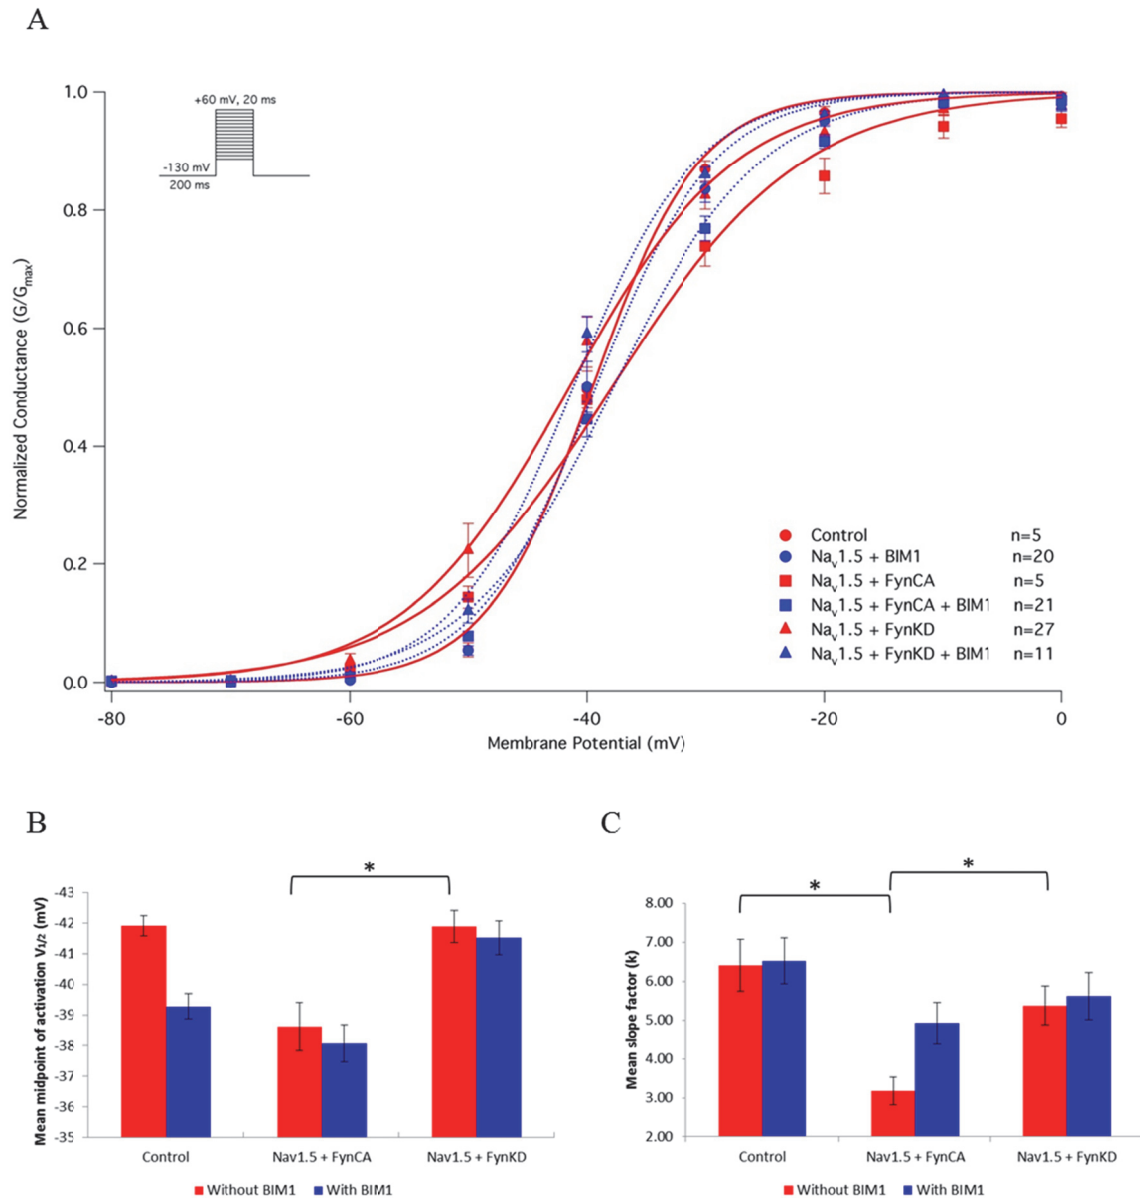 A
+60 mV, 20 ms
-130 mV
200 ms
Normalized Conductance (G/Gmax)
1.0
0.8
0.6
0.4
0.2
0.0
-80 -60 -40 -20 0
Membrane Potential (mV)
Control n=5
Nav1.5 + BIM1 n=20
Nav1.5 + FynCA n=5
Nav1.5 + FynCA + BIM1 n=21
Nav1.5 + FynKD n=27
Nav1.5 + FynKD + BIM1 n=11
B
Mean midpoint of activation V1/2 (mV)
-43
-42
-41
-40
-39
-38
-37
-36
-35
*
Control Nav1.5 + FynCA Nav1.5 + FynKD
Without BIM1 With BIM1
C
Mean slope factor (k)
8.00
7.00
6.00
5.00
4.00
3.00
2.00
* *
Control Nav1.5 + FynCA Nav1.5 + FynKD
Without BIM1 With BIM1